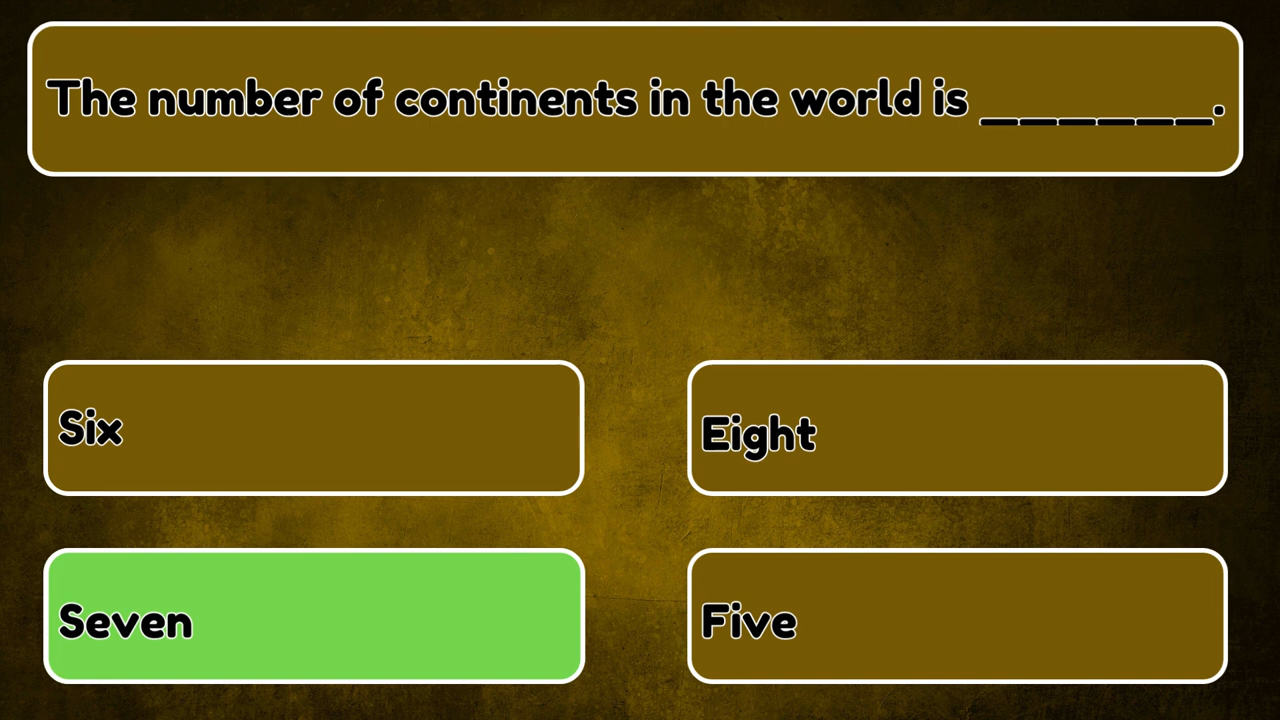 The number of continents in the world is _______.
Six
Eight
Seven
Five